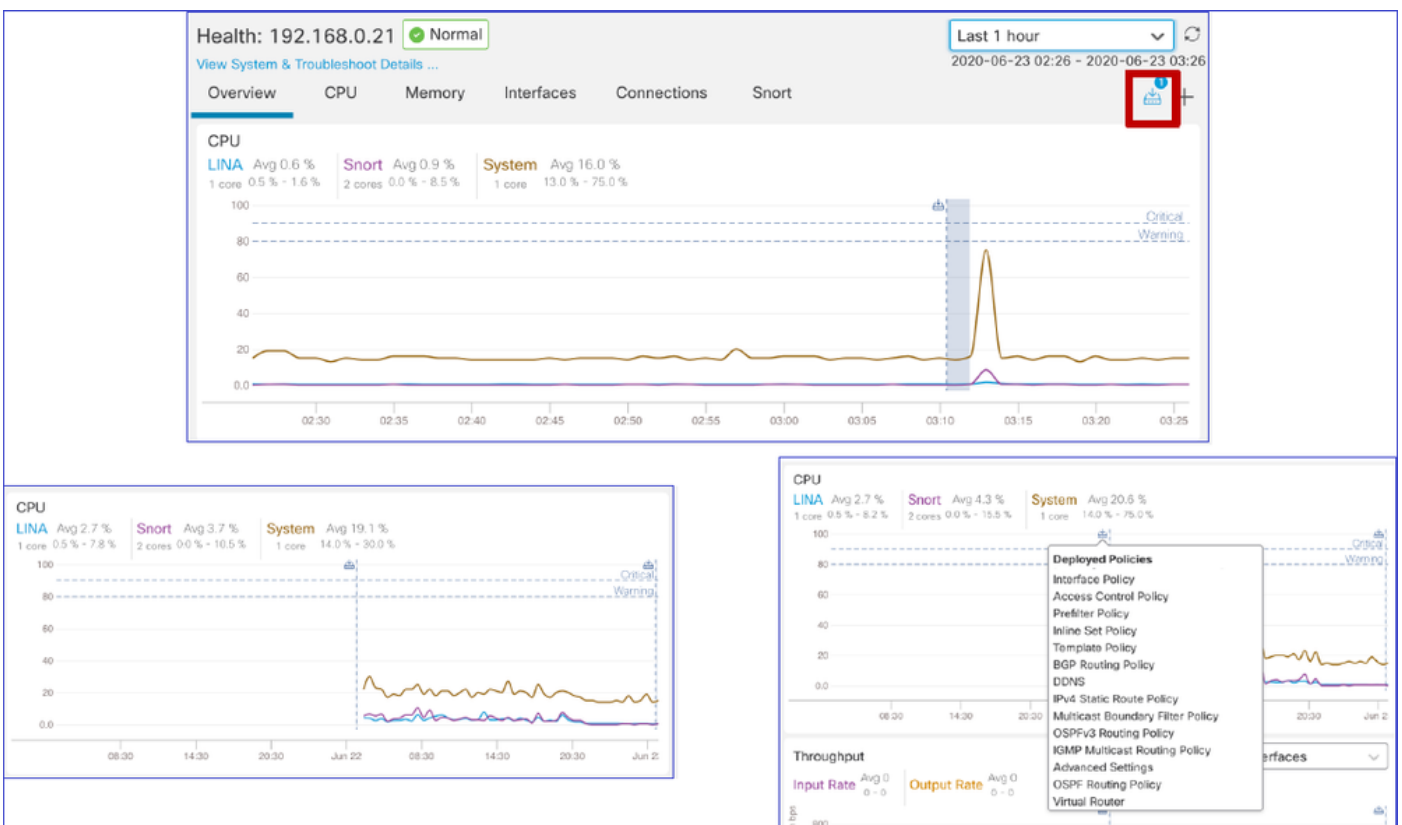 Health: 192.168.0.21 Normal
Last 1 hour
View System & Troubleshoot Details ...
2020-06-23 02:26 - 2020-06-23 03:26
Overview CPU Memory Interfaces Connections Snort
1
CPU
LINA Avg 0.6 % Snort Avg 0.9 % System Avg 16.0 %
1 core 0.5 % - 1.6 % 2 cores 0.0 % - 8.5 % 1 core 13.0 % - 75.0 %
100
Critical
80
Warning
60
40
20
0.0
02:30 02:35 02:40 02:45 02:50 02:55 03:00 03:05 03:10 03:15 03:20 03:25
CPU
LINA Avg 2.7 % Snort Avg 3.7 % System Avg 19.1 %
1 core 0.5 % - 7.8 % 2 cores 0.0 % - 10.5 % 1 core 14.0 % - 30.0 %
100
Critical
80
Warning
60
40
20
0.0
08:30 14:30 20:30 Jun 22 08:30 14:30 20:30 Jun 2
CPU
LINA Avg 2.7 % Snort Avg 4.3 % System Avg 20.6 %
1 core 0.5 % - 8.2 % 2 cores 0.0 % - 15.5 % 1 core 14.0 % - 75.0 %
100
Critical
80
Warning
60
40
20
0.0
08:30 14:30 20:30 20:30 Jun 2
Deployed Policies
Interface Policy
Access Control Policy
Prefilter Policy
Inline Set Policy
Template Policy
BGP Routing Policy
DDNS
IPv4 Static Route Policy
Multicast Boundary Filter Policy
OSPFv3 Routing Policy
IGMP Multicast Routing Policy
Advanced Settings
OSPF Routing Policy
Virtual Router
Throughput
erfaces
Input Rate Avg 0 Output Rate Avg 0
0 - 0 0 - 0
bps
800